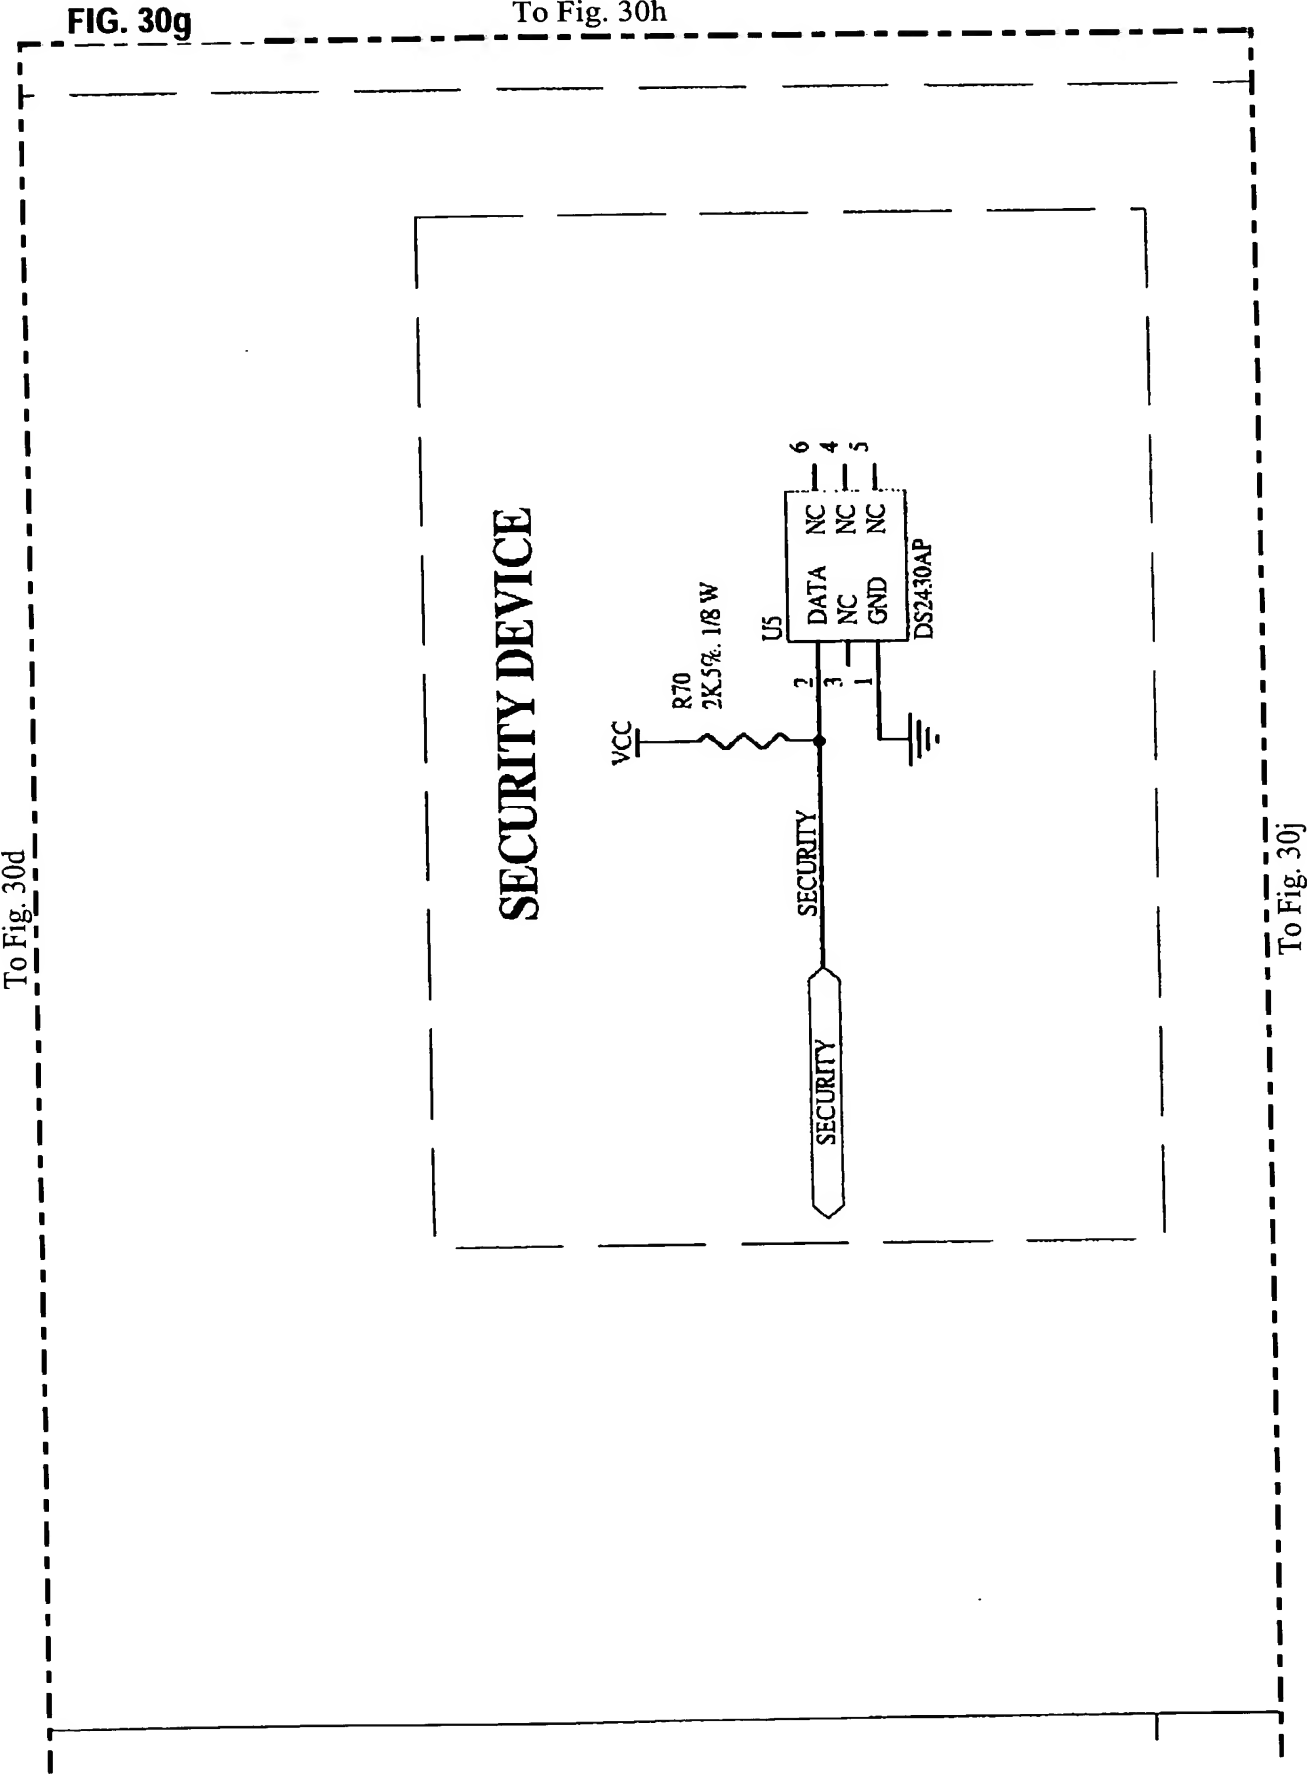 FIG. 30g
To Fig. 30h
To Fig. 30d
SECURITY DEVICE
VCC
R70
2K.5%. 1/8 W
U5
2 DATA NC 6
3 NC NC 4
1 GND NC 5
DS2430AP
SECURITY
SECURITY
To Fig. 30j